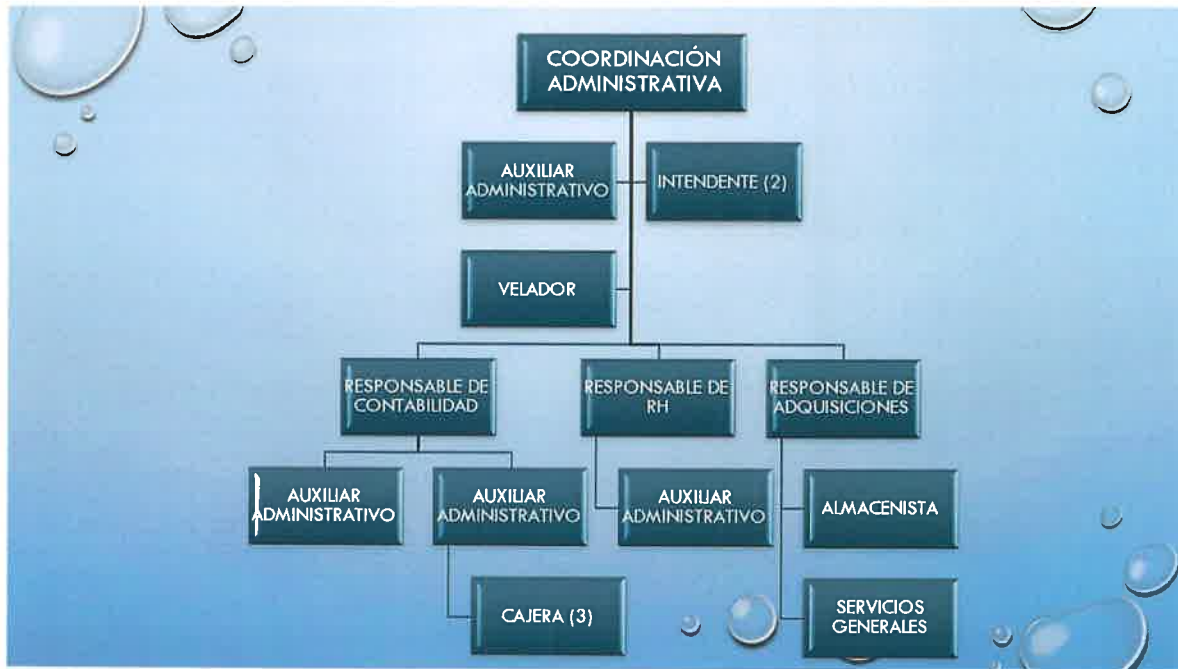 COORDINACIÓN
ADMINISTRATIVA
AUXILIAR
ADMINISTRATIVO
INTENDENTE (2)
VELADOR
RESPONSABLE DE
CONTABILIDAD
RESPONSABLE DE
RH
RESPONSABLE DE
ADQUISICIONES
AUXILIAR
ADMINISTRATIVO
AUXILIAR
ADMINISTRATIVO
AUXILIAR
ADMINISTRATIVO
ALMACENISTA
CAJERA (3)
SERVICIOS
GENERALES